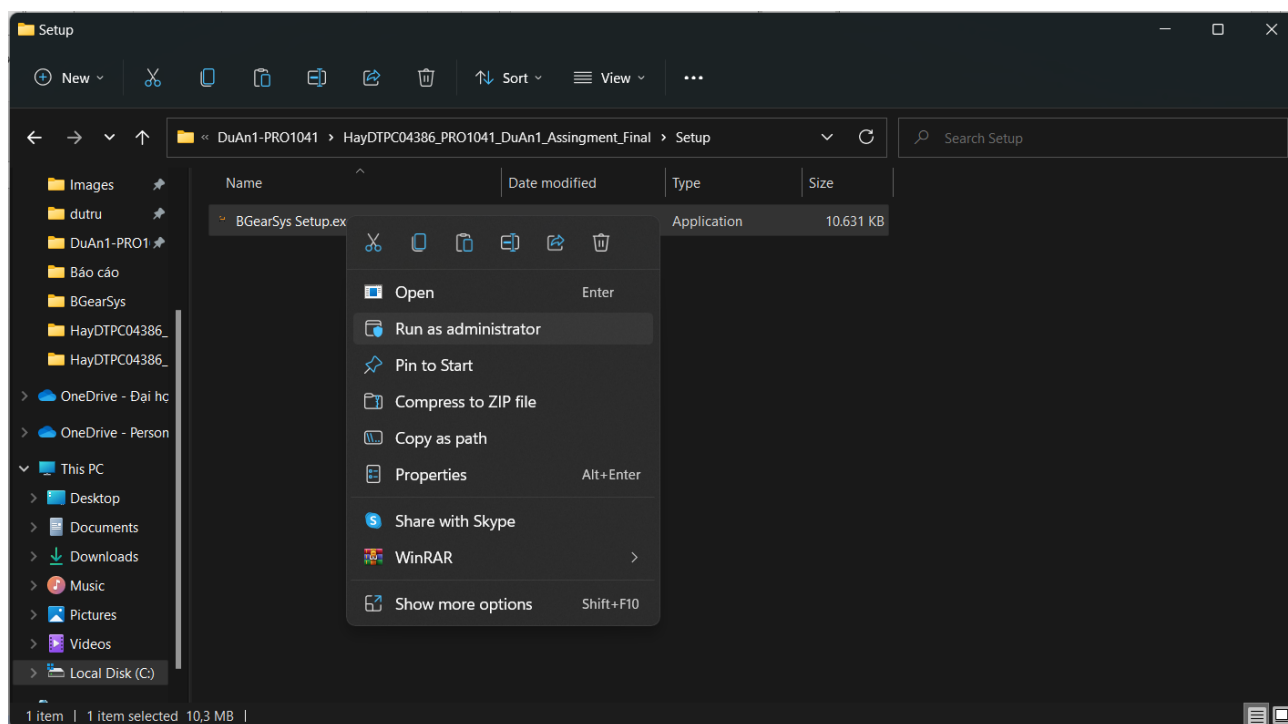 Setup
New
Sort
View
« DuAn1-PRO1041 > HayDTPC04386_PRO1041_DuAn1_Assingment_Final > Setup
Search Setup
Name
Date modified
Type
Size
Images
dutru
DuAn1-PRO1
Báo cáo
BGearSys
HayDTPC04386_
HayDTPC04386_
OneDrive - Đại học
OneDrive - Person
This PC
Desktop
Documents
Downloads
Music
Pictures
Videos
Local Disk (C:)
BGearSys Setup.ex
Application
10.631 KB
Open
Enter
Run as administrator
Pin to Start
Compress to ZIP file
Copy as path
Properties
Alt+Enter
Share with Skype
WinRAR
Show more options
Shift+F10
1 item | 1 item selected 10,3 MB |